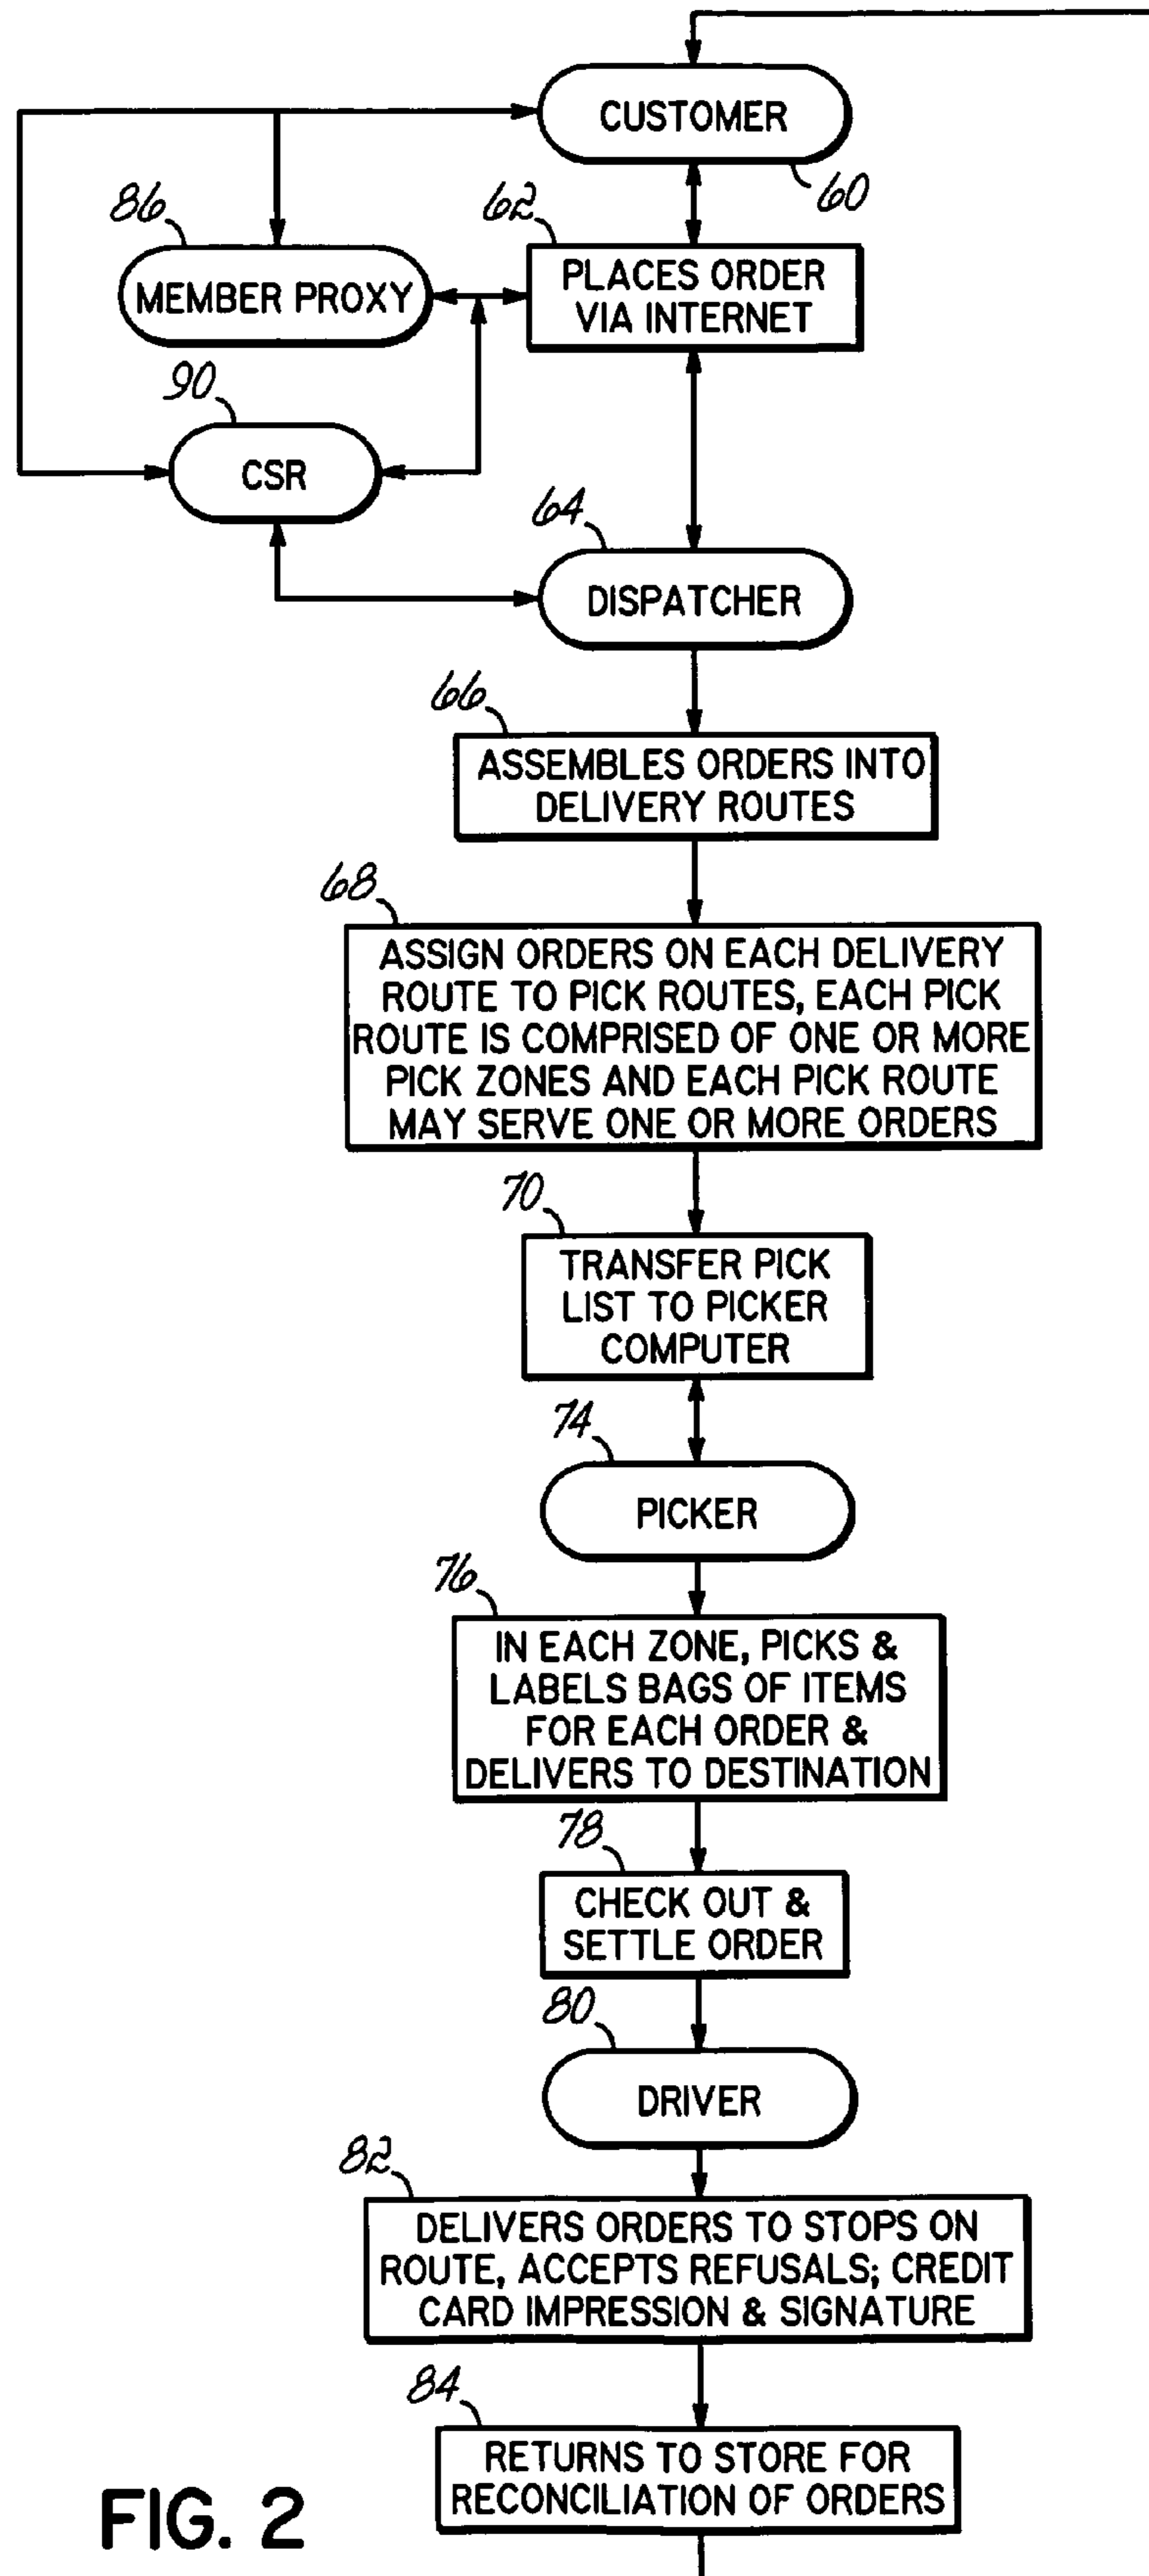 CUSTOMER
60
86
62
MEMBER PROXY
PLACES ORDER
VIA INTERNET
90
CSR
64
DISPATCHER
66
ASSEMBLES ORDERS INTO
DELIVERY ROUTES
68
ASSIGN ORDERS ON EACH DELIVERY
ROUTE TO PICK ROUTES, EACH PICK
ROUTE IS COMPRISED OF ONE OR MORE
PICK ZONES AND EACH PICK ROUTE
MAY SERVE ONE OR MORE ORDERS
70
TRANSFER PICK
LIST TO PICKER
COMPUTER
74
PICKER
76
IN EACH ZONE, PICKS &
LABELS BAGS OF ITEMS
FOR EACH ORDER &
DELIVERS TO DESTINATION
78
CHECK OUT &
SETTLE ORDER
80
DRIVER
82
DELIVERS ORDERS TO STOPS ON
ROUTE, ACCEPTS REFUSALS; CREDIT
CARD IMPRESSION & SIGNATURE
84
RETURNS TO STORE FOR
RECONCILIATION OF ORDERS
FIG. 2